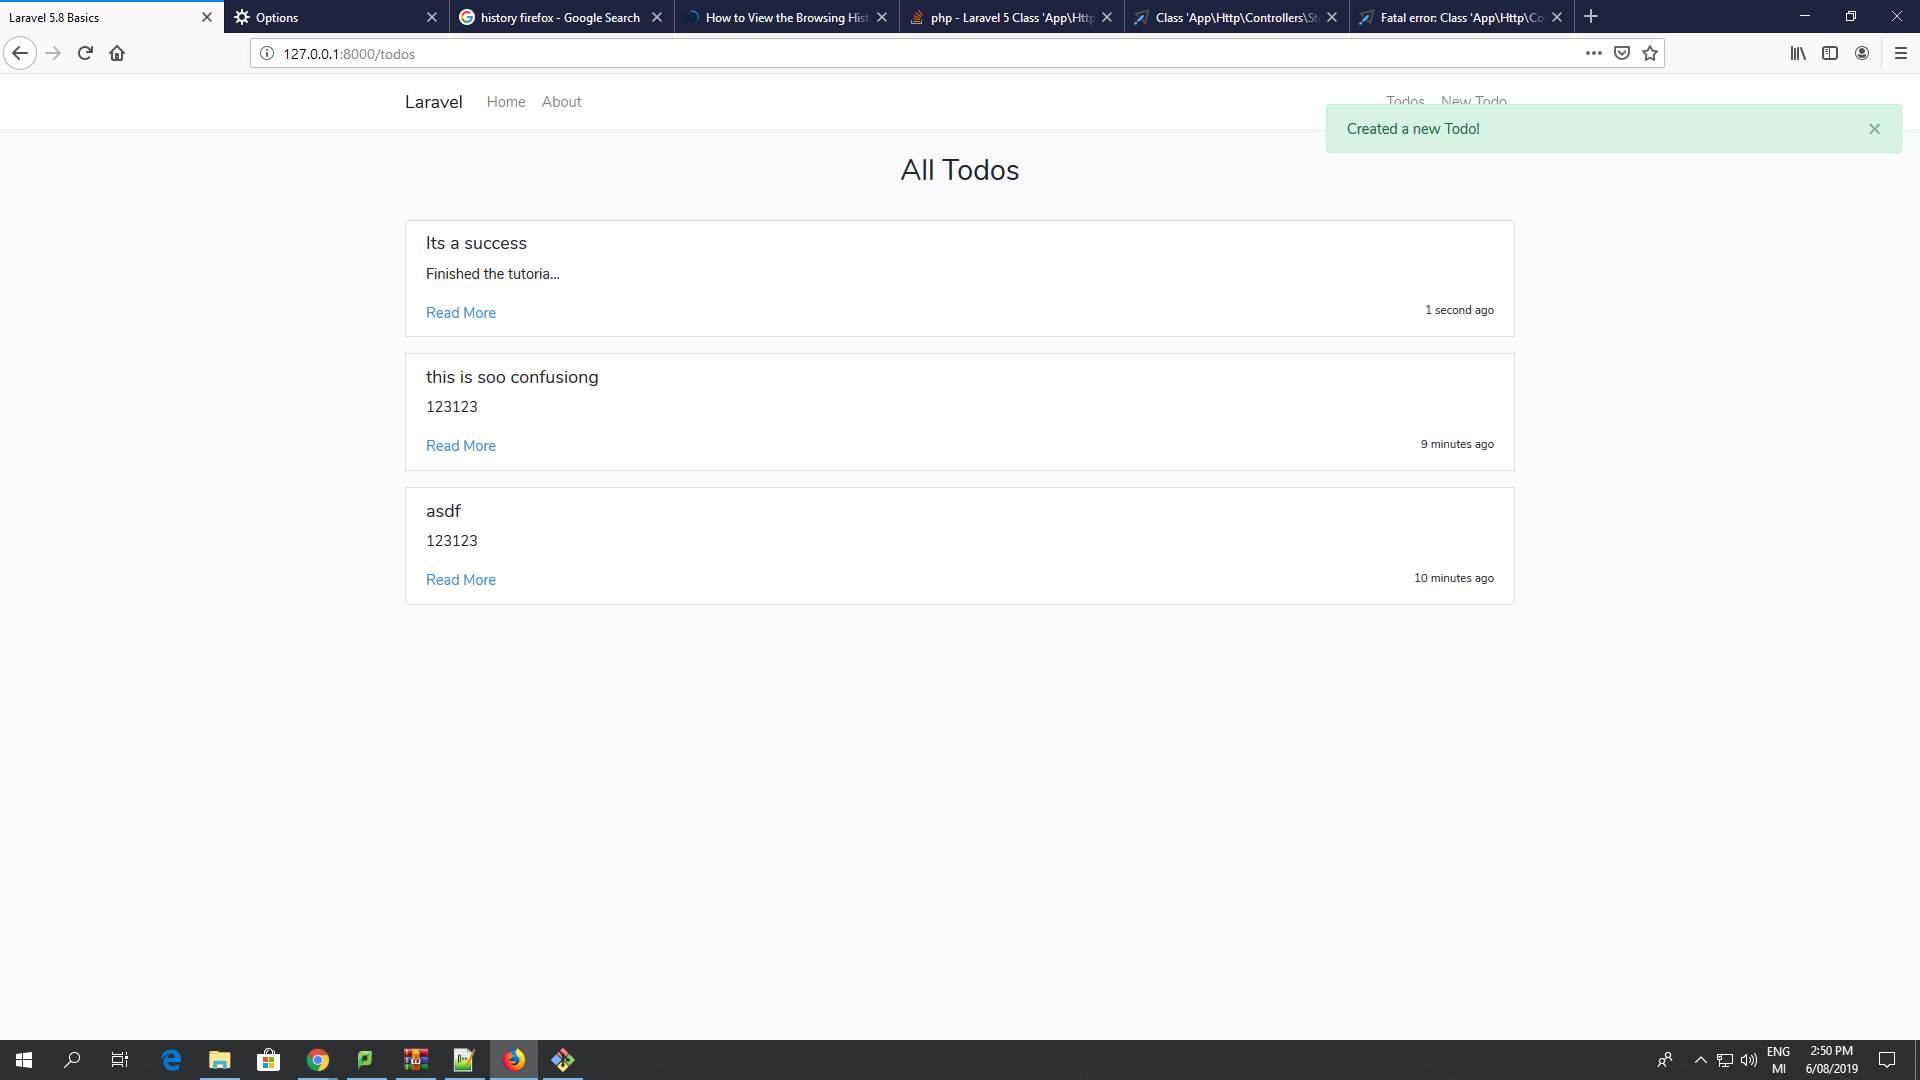 Laravel 5.8 Basics
Options
history firefox - Google Search
How to View the Browsing Hist
php - Laravel 5 Class 'App\Http
Class 'App\Http\Controllers\Sto
Fatal error: Class 'App\Http\Co
127.0.0.1:8000/todos
Laravel Home About Todos New Todo
Created a new Todo! ×
All Todos
Its a success
Finished the tutoria...
Read More 1 second ago
this is soo confusiong
123123
Read More 9 minutes ago
asdf
123123
Read More 10 minutes ago
ENG
MI
2:50 PM
6/08/2019